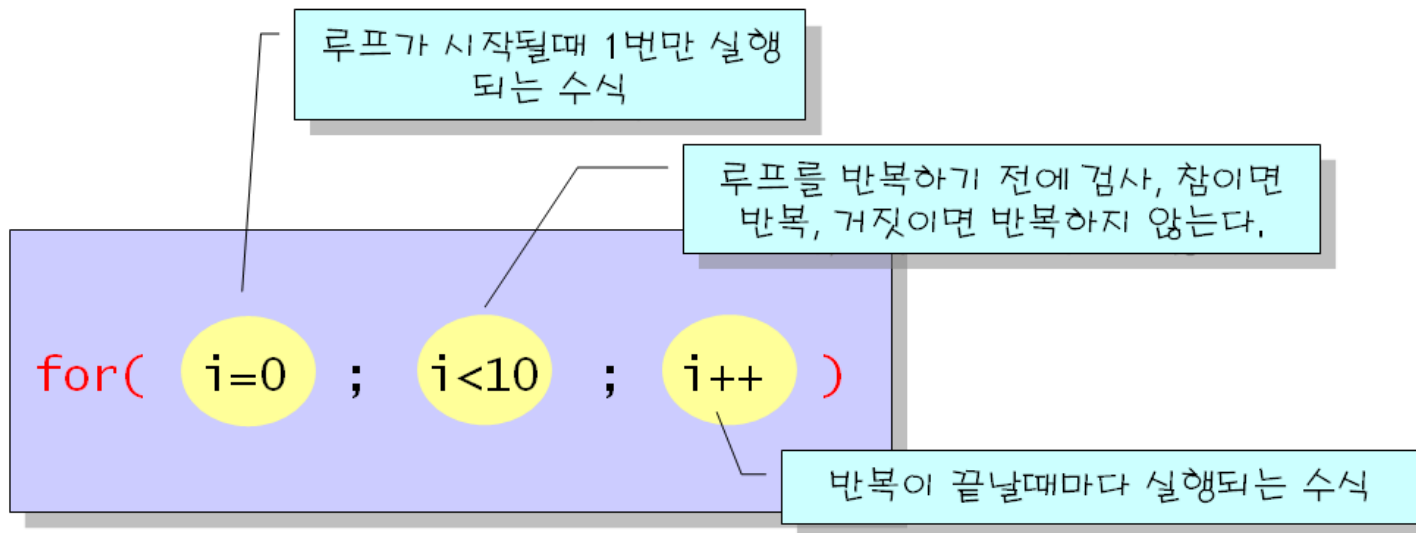 루프가 시작될때 1번만 실행
되는 수식
루프를 반복하기 전에 검사, 참이면
반복, 거짓이면 반복하지 않는다.
for( i=0 ; i<10 ; i++ )
반복이 끝날때마다 실행되는 수식